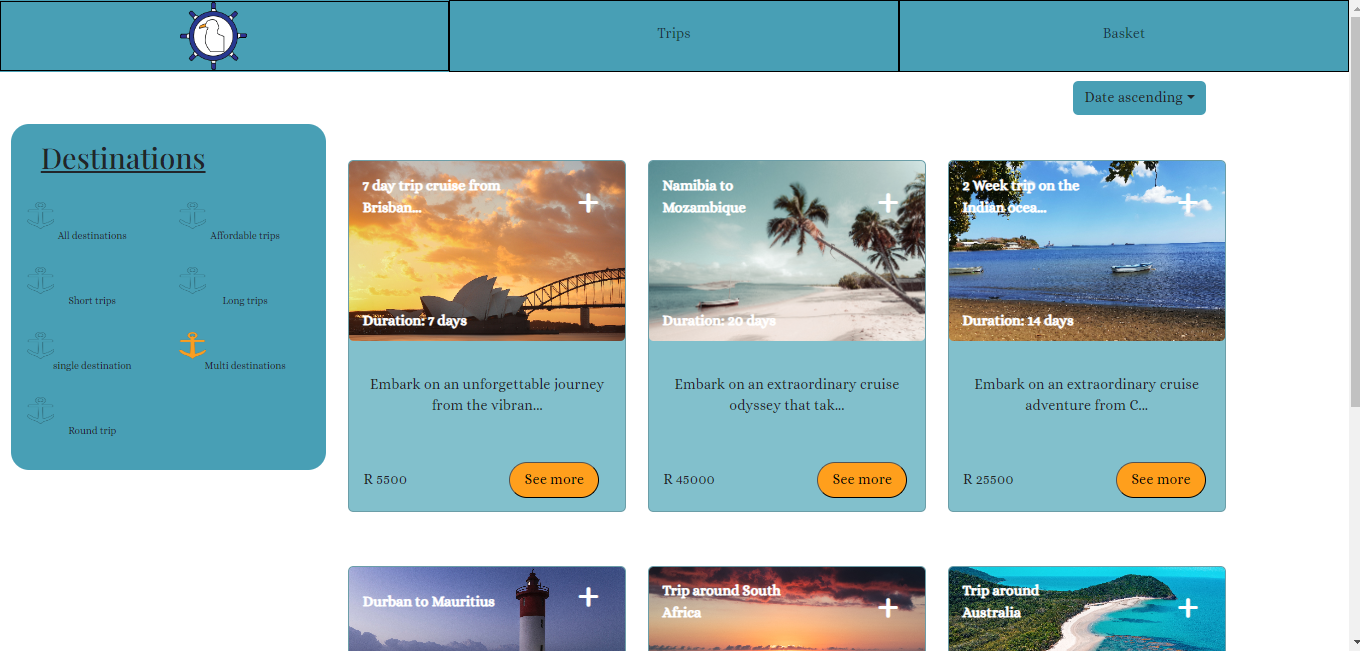 Trips
Basket
Date ascending
Destinations
All destinations
Affordable trips
Short trips
Long trips
single destination
Multi destinations
Round trip
7 day trip cruise from
Brisban...
Duration: 7 days
Embark on an unforgettable journey
from the vibran...
R 5500
See more
Namibia to
Mozambique
Duration: 20 days
Embark on an extraordinary cruise
odyssey that tak...
R 45000
See more
2 Week trip on the
Indian ocea...
Duration: 14 days
Embark on an extraordinary cruise
adventure from C...
R 25500
See more
Durban to Mauritius
Trip around South
Africa
Trip around
Australia